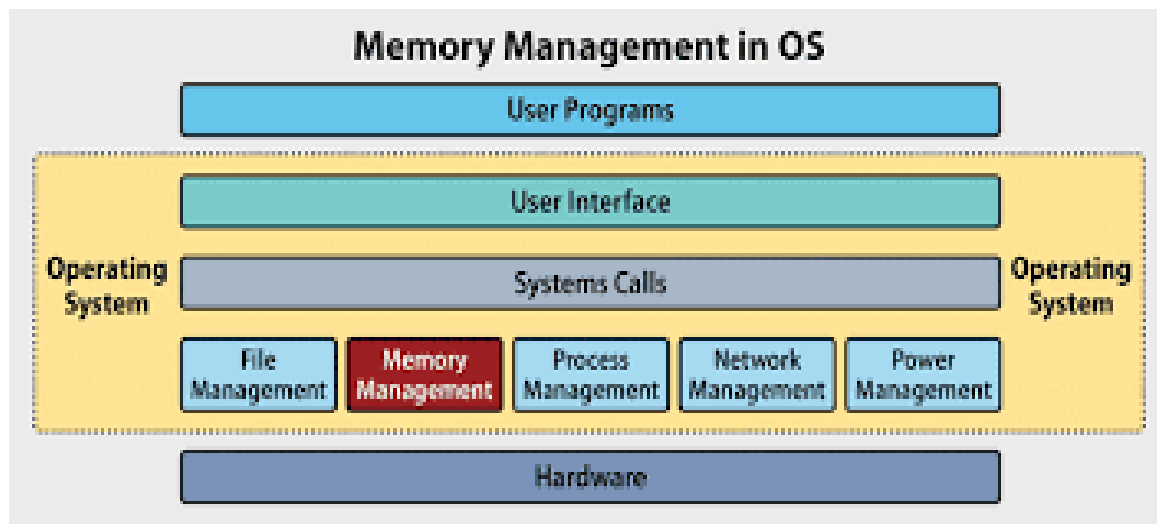 Memory Management in OS
User Programs
User Interface
Operating
System
Systems Calls
Operating
System
File
Management
Memory
Management
Process
Management
Network
Management
Power
Management
Hardware